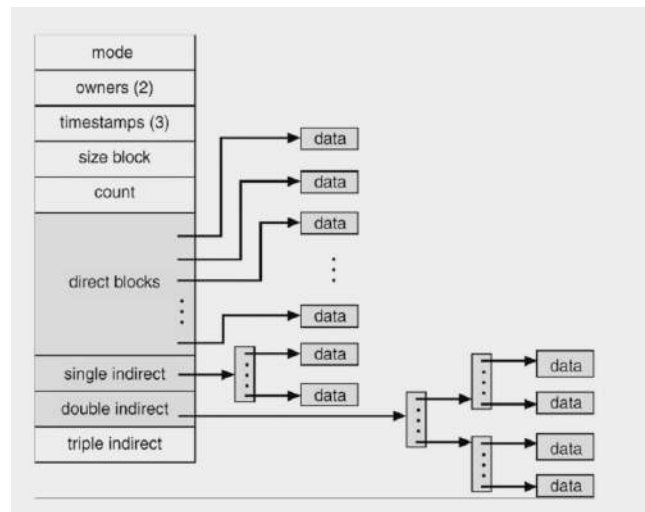 mode
owners (2)
timestamps (3)
size block
count
direct blocks
single indirect
double indirect
triple indirect
data
data
data
data
data
data
data
data
data
data